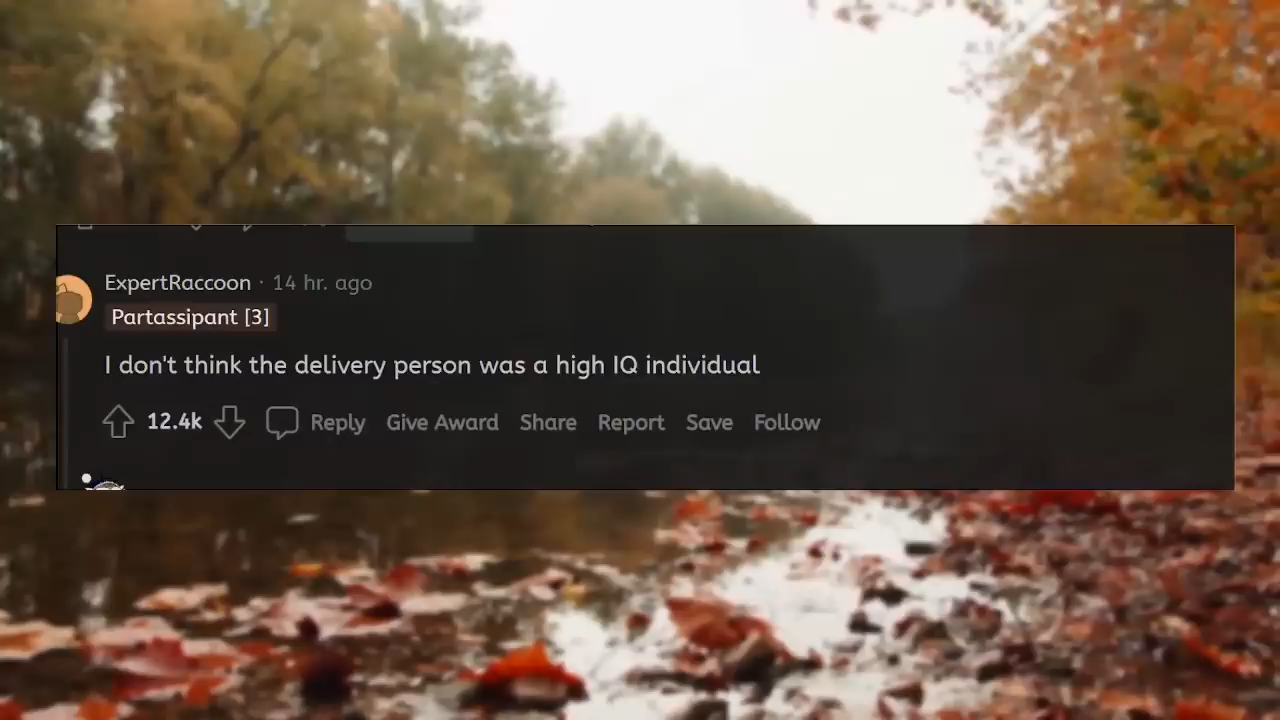 ExpertRaccoon · 14 hr. ago
Partassipant [3]
I don't think the delivery person was a high IQ individual
12.4k Reply Give Award Share Report Save Follow